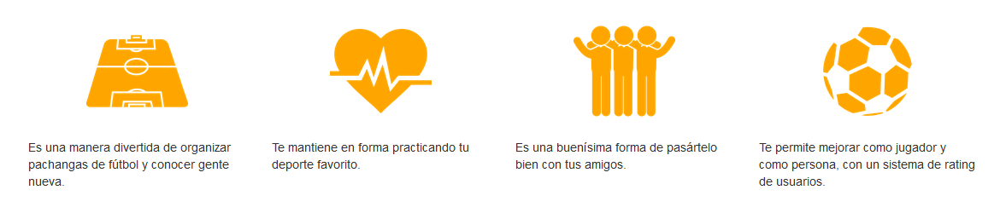 Es una manera divertida de organizar
pachangas de fútbol y conocer gente
nueva.
Te mantiene en forma practicando tu
deporte favorito.
Es una buenísima forma de pasártelo
bien con tus amigos.
Te permite mejorar como jugador y
como persona, con un sistema de rating
de usuarios.